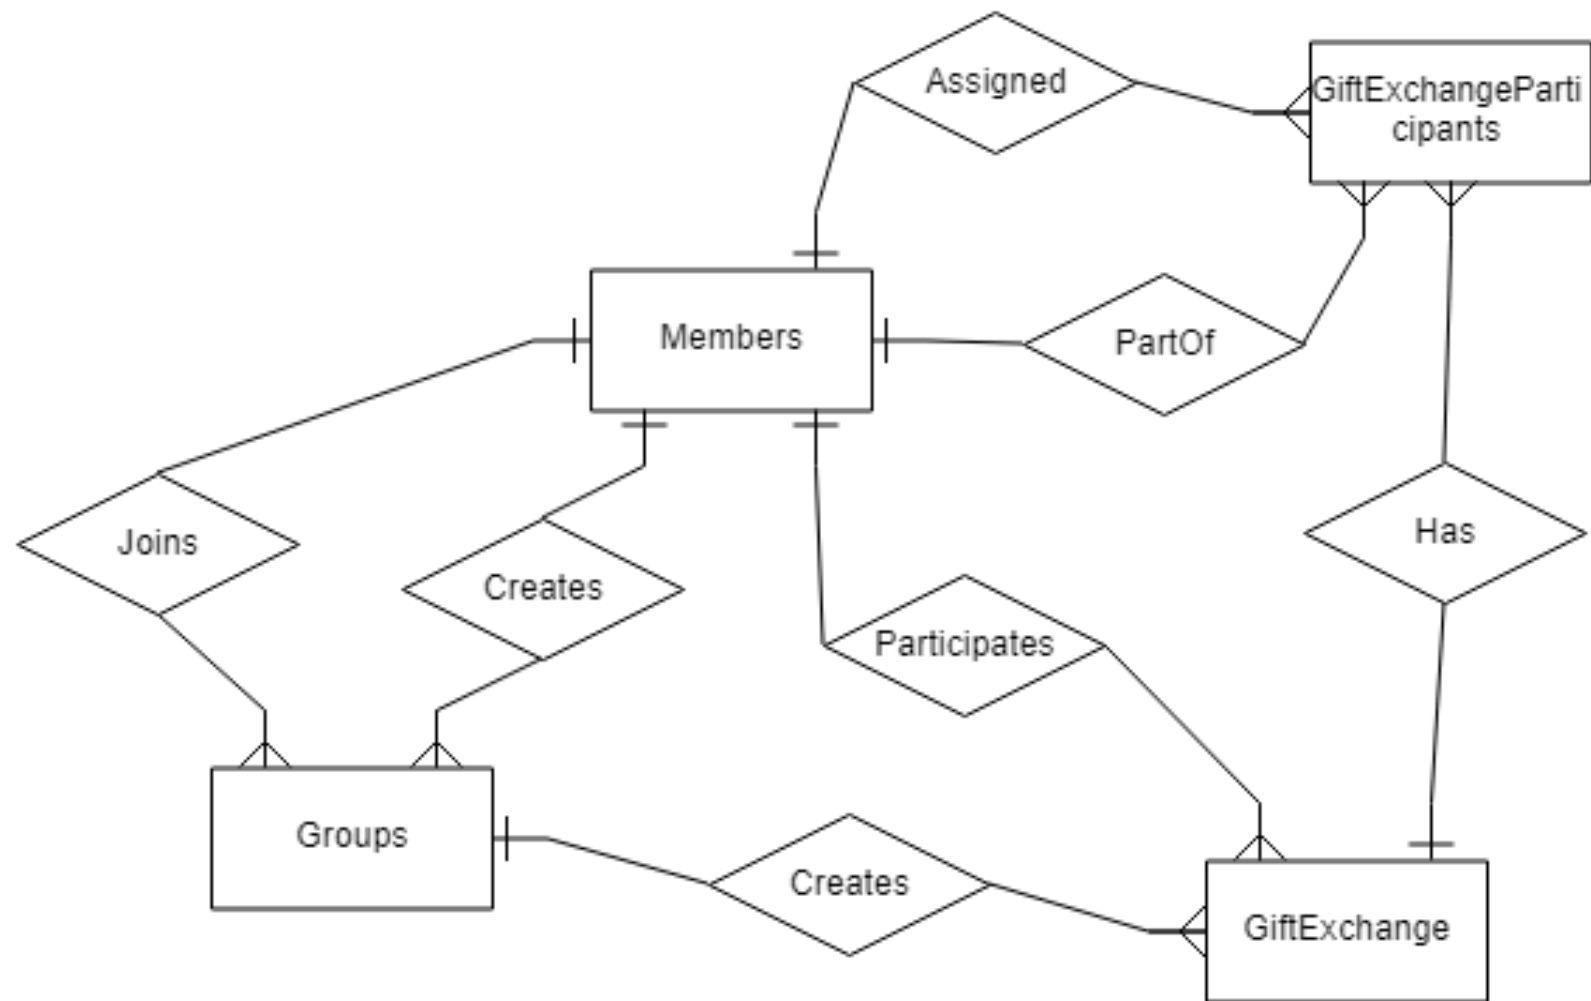 Assigned
GiftExchangeParti
cipants
Members
PartOf
Joins
Creates
Has
Participates
Groups
Creates
GiftExchange